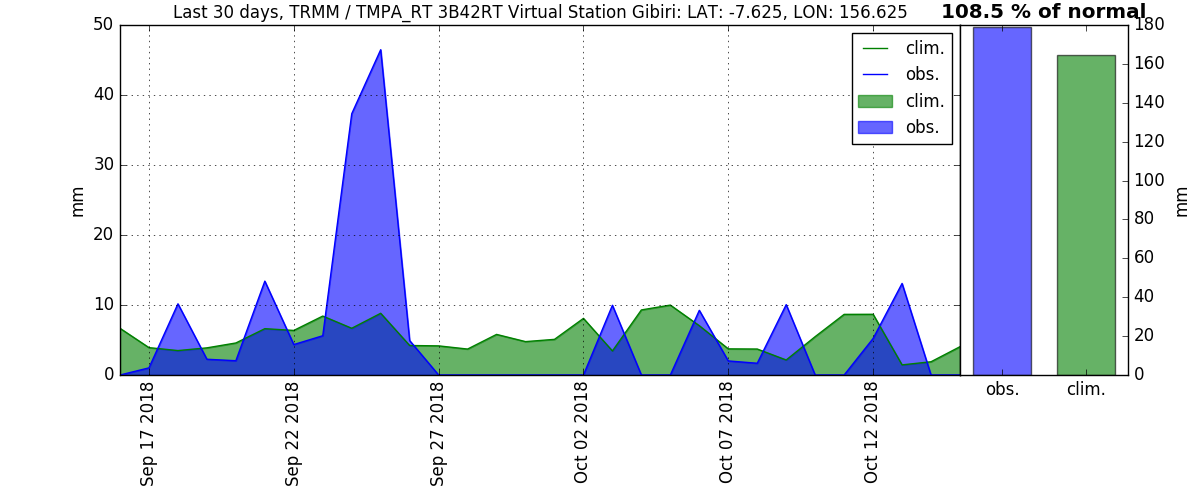 Last 30 days, TRMM / TMPA_RT 3B42RT Virtual Station Gibiri: LAT: -7.625, LON: 156.625
108.5 % of normal
50
40
30
20
10
0
mm
clim.
obs.
clim.
obs.
Sep 17 2018
Sep 22 2018
Sep 27 2018
Oct 02 2018
Oct 07 2018
Oct 12 2018
180
160
140
120
100
80
60
40
20
0
mm
obs.
clim.